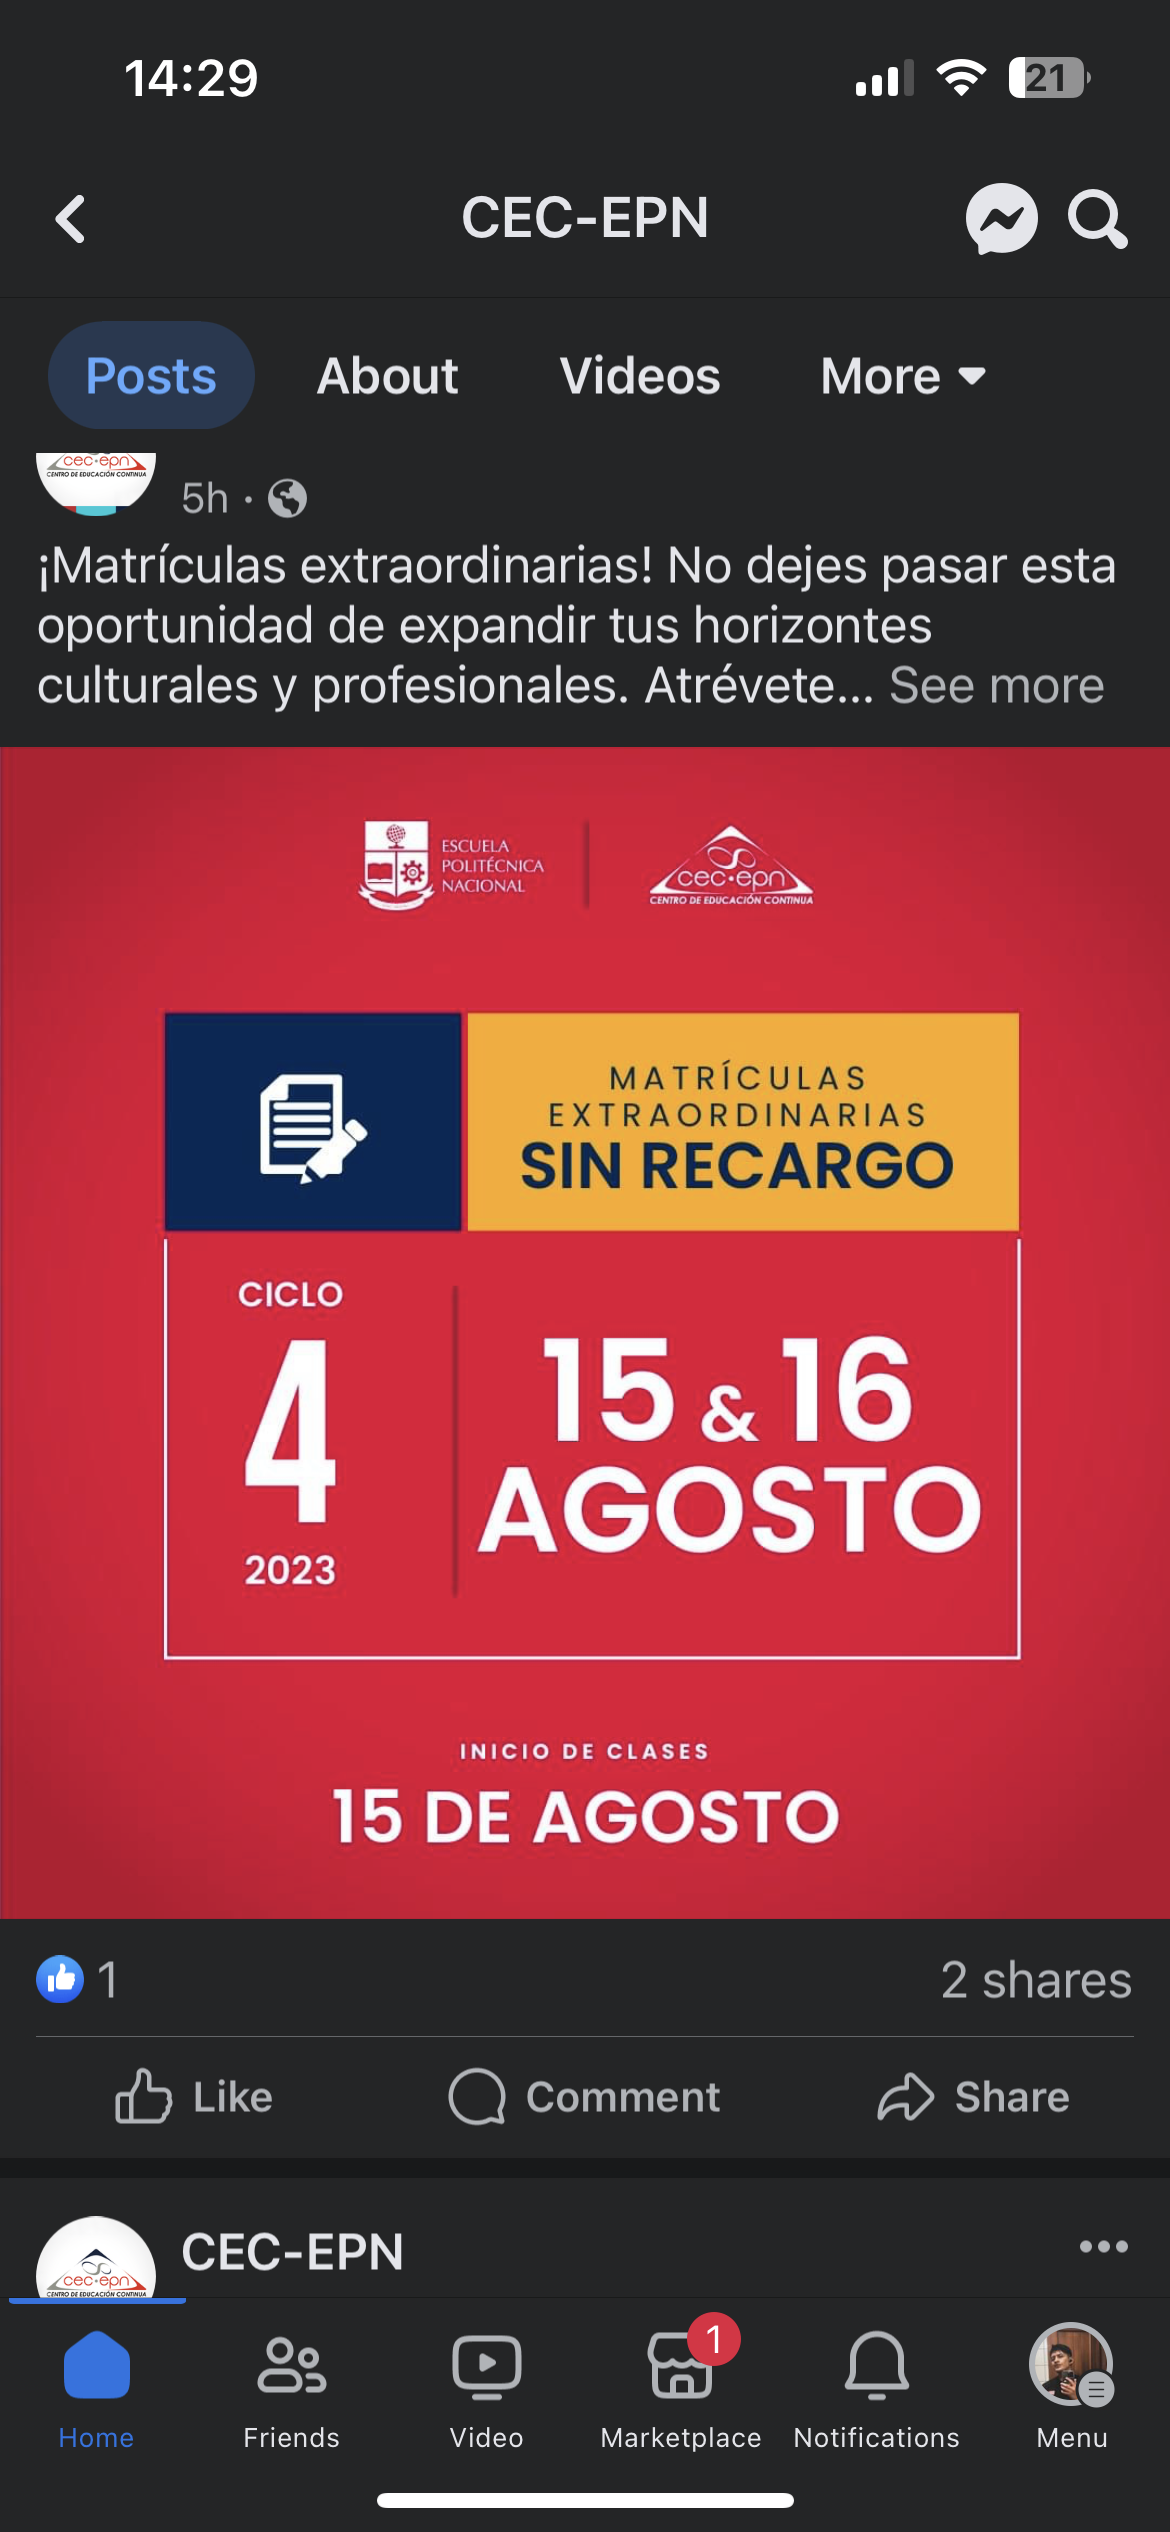 14:29
21
CEC-EPN
Posts
About
Videos
More
cec·epn
CENTRO DE EDUCACIÓN CONTINUA
5h ·
¡Matrículas extraordinarias! No dejes pasar esta
oportunidad de expandir tus horizontes
culturales y profesionales. Atrévete... See more
ESCUELA
POLITÉCNICA
NACIONAL
cec·epn
CENTRO DE EDUCACIÓN CONTINUA
MATRÍCULAS
EXTRAORDINARIAS
SIN RECARGO
CICLO
4
2023
15 & 16
AGOSTO
INICIO DE CLASES
15 DE AGOSTO
1
2 shares
Like
Comment
Share
cec·epn
CENTRO DE EDUCACIÓN CONTINUA
CEC-EPN
1
Home
Friends
Video
Marketplace
Notifications
Menu